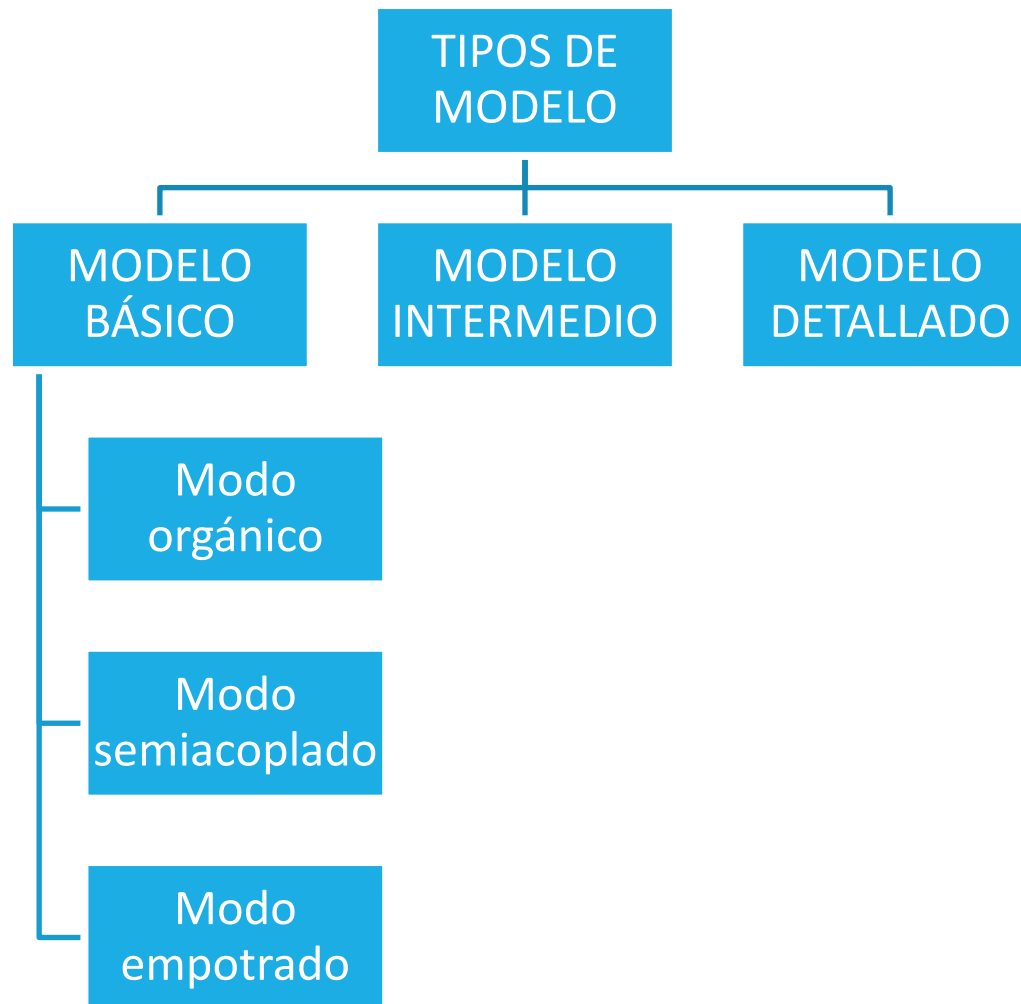 TIPOS DE
MODELO
MODELO
BÁSICO
MODELO
INTERMEDIO
MODELO
DETALLADO
Modo
orgánico
Modo
semiacoplado
Modo
empotrado